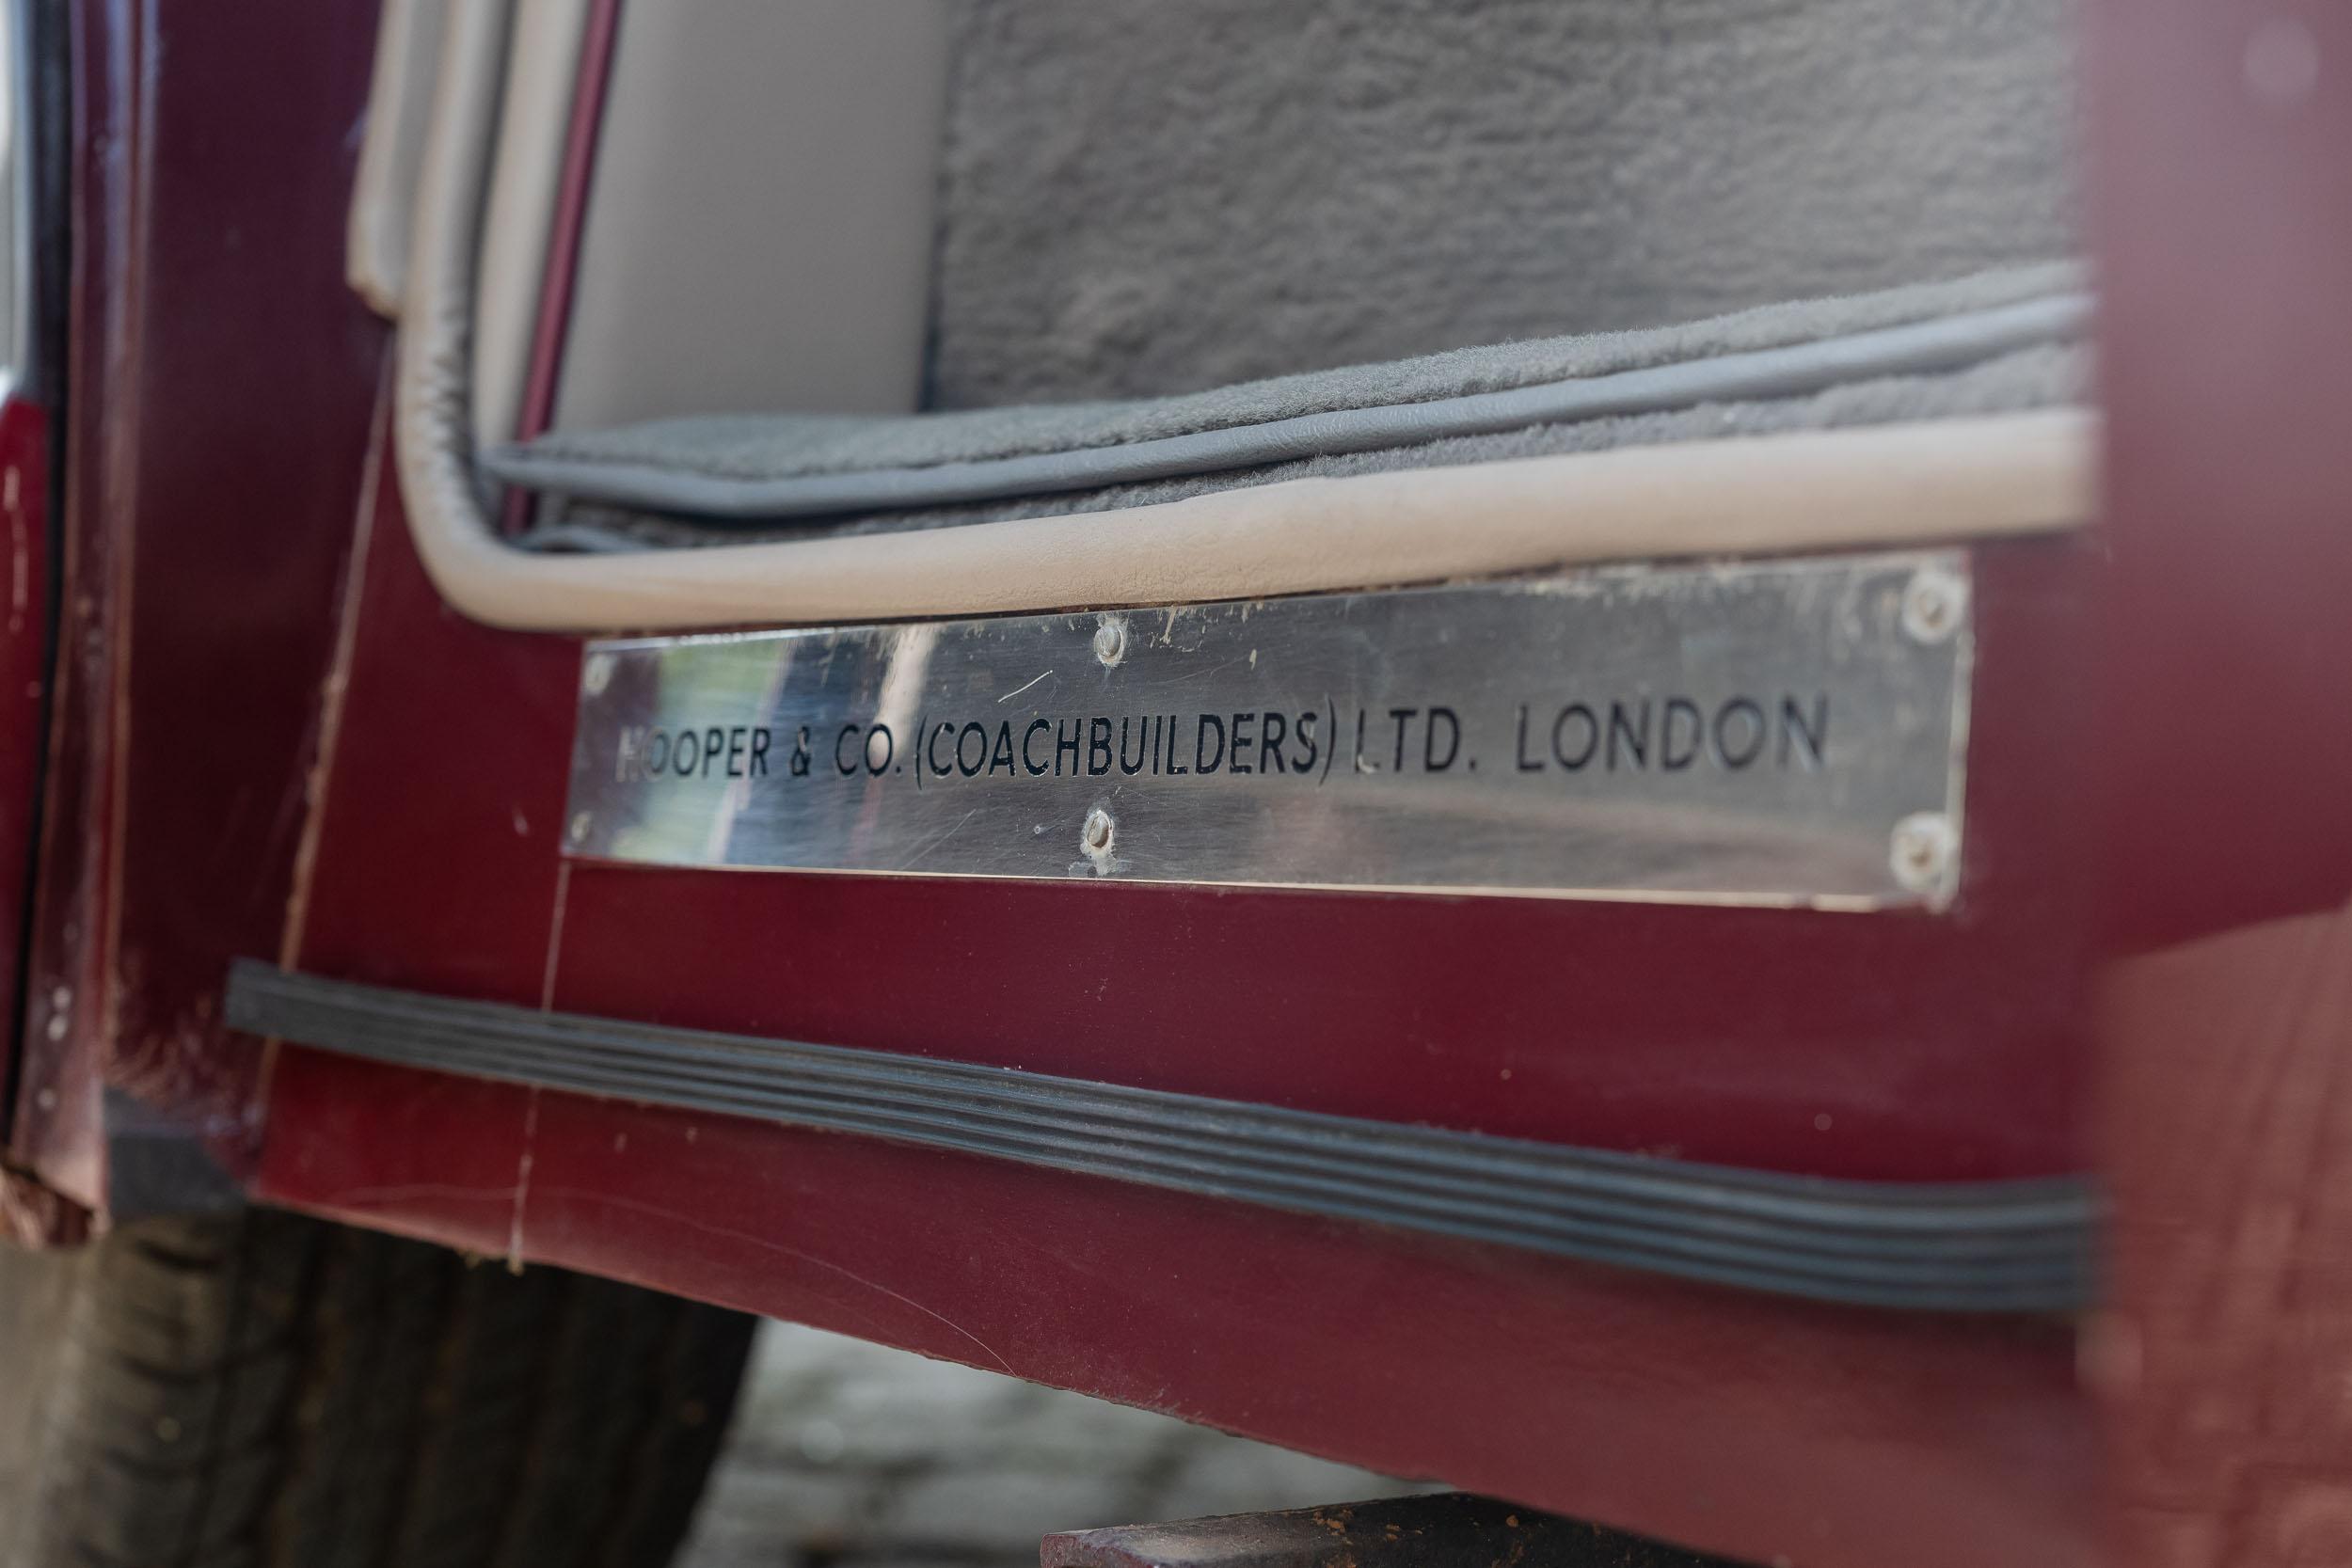 HOOPER & CO. (COACHBUILDERS) LTD. LONDON